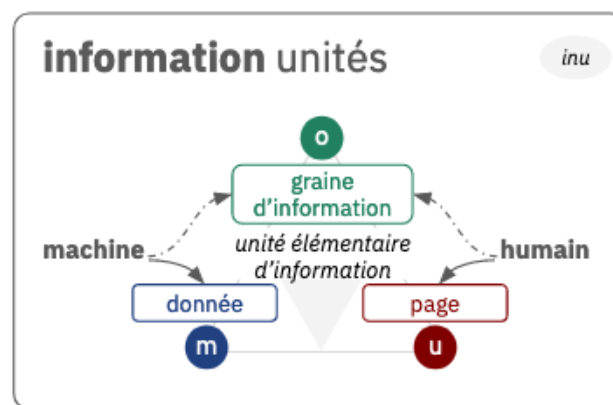 information unités
inu
o
graine
d'information
machine
unité élémentaire
d'information
humain
donnée
page
m
u